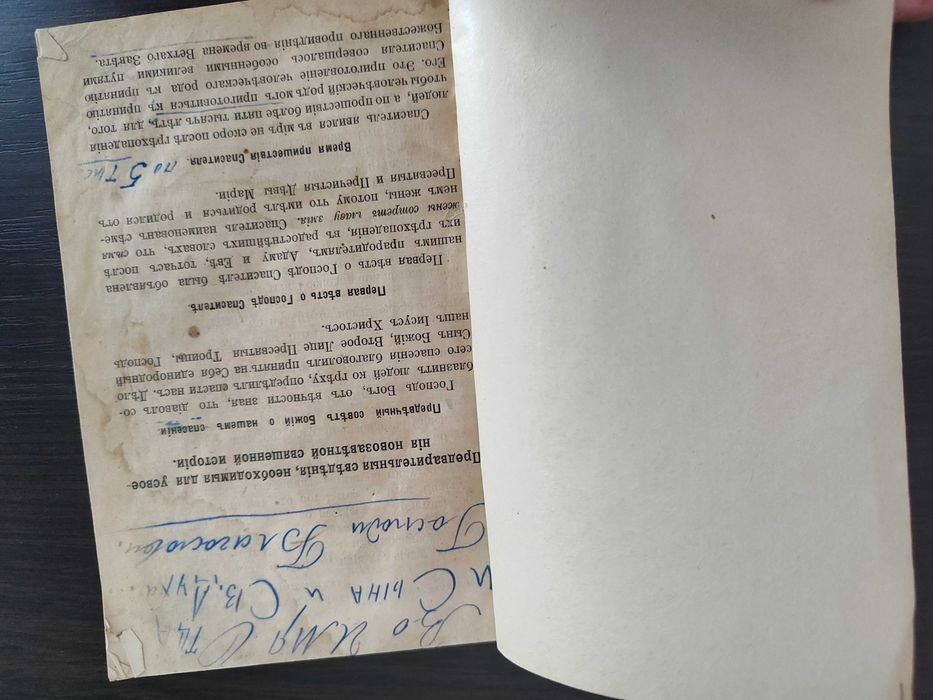 Во имя Отца
и Сына и Св. Духа.
Господи Благослови.
Предварительныя свѣдѣнія, необходимыя для усвое-
нія новозавѣтной священной исторіи.
Предвѣчный совѣтъ Божій о нашемъ спасеніи.
Господь Богъ, отъ вѣчности зная, что діаволъ со-
блазнитъ людей ко грѣху, опредѣлилъ спасти насъ. Дѣло
сего спасенія благоволилъ принять на Себя единородный
Сынъ Божій, Второе Лице Пресвятыя Троицы, Господь
нашъ Іисусъ Христосъ.
Первая вѣсть о Господѣ Спасителѣ.
Первая вѣсть о Господѣ Спасителѣ была объявлена
нашимъ прародителямъ, Адаму и Евѣ, тотчасъ послѣ
ихъ грѣхопаденія, въ радостнѣйшихъ словахъ, что сѣмя
жены сотретъ главу змія. Спаситель наименованъ сѣме-
немъ жены, потому что имѣлъ родиться и родился отъ
Пресвятыя и Пречистыя Дѣвы Маріи.
Время пришествія Спасителя. по 5 тыс
Спаситель явился въ міръ не скоро послѣ грѣхопаденія
людей, а по прошествіи болѣе пяти тысячъ лѣтъ, для того,
чтобы человѣческій родъ могъ приготовиться къ принятію
Его. Это приготовленіе человѣческаго рода къ принятію
Спасителя совершалось особенными великими путями
Божественнаго провидѣнія во времена Ветхаго Завѣта.